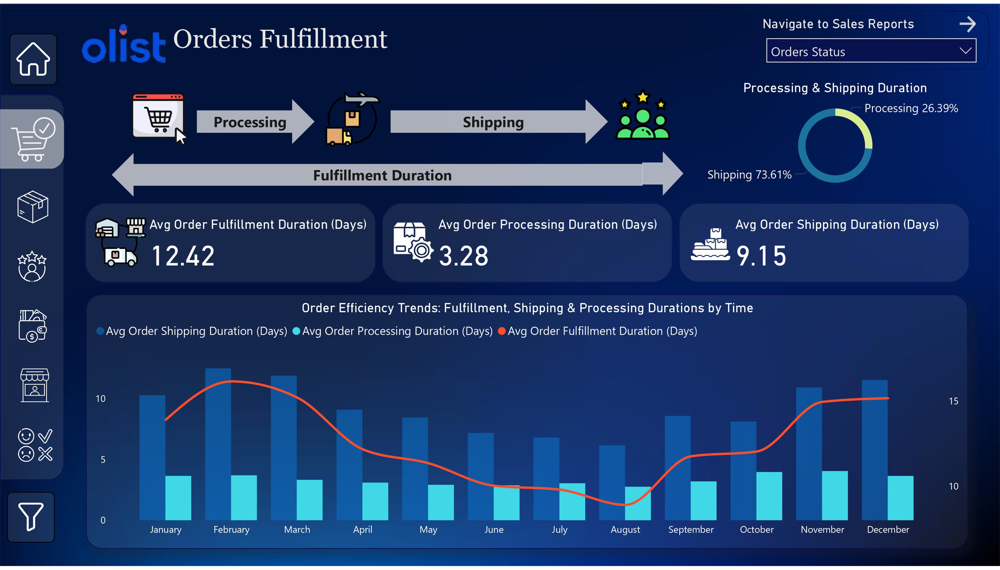 olist Orders Fulfillment
Navigate to Sales Reports
Orders Status
Processing
Shipping
Fulfillment Duration
Processing & Shipping Duration
Processing 26.39%
Shipping 73.61%
Avg Order Fulfillment Duration (Days)
12.42
Avg Order Processing Duration (Days)
3.28
Avg Order Shipping Duration (Days)
9.15
Order Efficiency Trends: Fulfillment, Shipping & Processing Durations by Time
Avg Order Shipping Duration (Days) Avg Order Processing Duration (Days) Avg Order Fulfillment Duration (Days)
10
5
0
15
10
January February March April May June July August September October November December
$